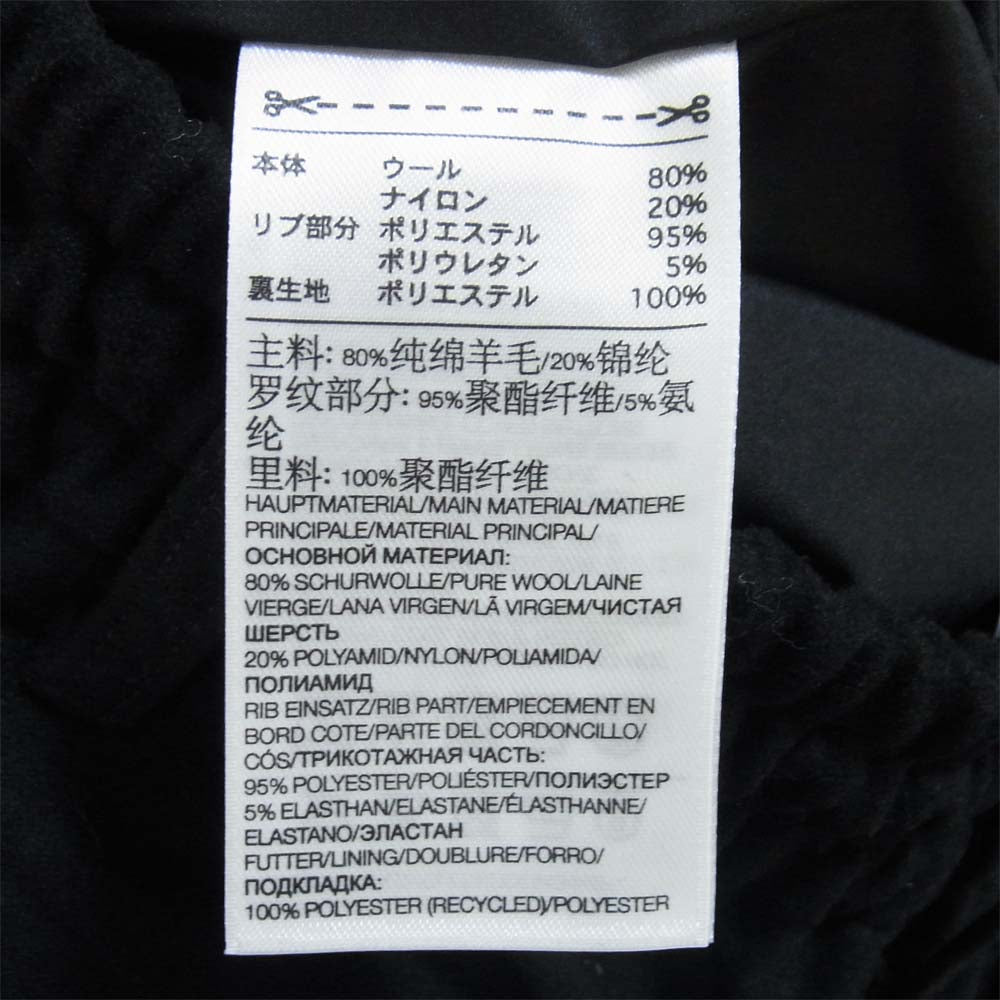 本体 ウール 80%
ナイロン 20%
リブ部分 ポリエステル 95%
ポリウレタン 5%
裏生地 ポリエステル 100%
主料: 80%纯绵羊毛/20%锦纶
罗纹部分: 95%聚酯纤维/5%氨
纶
里料: 100%聚酯纤维
HAUPTMATERIAL/MAIN MATERIAL/MATIERE
PRINCIPALE/MATERIAL PRINCIPAL/
ОСНОВНОЙ МАТЕРИАЛ:
80% SCHURWOLLE/PURE WOOL/LAINE
VIERGE/LANA VIRGEN/LÃ VIRGEM/ЧИСТАЯ
ШЕРСТЬ
20% POLYAMID/NYLON/POLIAMIDA/
ПОЛИАМИД
RIB EINSATZ/RIB PART/EMPIECEMENT EN
BORD COTE/PARTE DEL CORDONCILLO/
CÓS/ТРИКОТАЖНАЯ ЧАСТЬ:
95% POLYESTER/POLIÉSTER/ПОЛИЭСТЕР
5% ELASTHAN/ELASTANE/ÉLASTHANNE/
ELASTANO/ЭЛАСТАН
FUTTER/LINING/DOUBLURE/FORRO/
ПОДКЛАДКА:
100% POLYESTER (RECYCLED)/POLYESTER